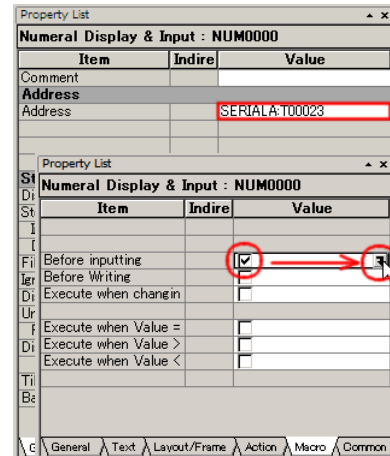 Property List
Numeral Display & Input : NUM0000
Item Indire Value
Comment
Address
Address SERIALA:T00023
Property List
Numeral Display & Input : NUM0000
Item Indire Value
Before inputting
Before Writing
Execute when changin
Execute when Value =
Execute when Value >
Execute when Value <
General Text Layout/Frame Action Macro Common